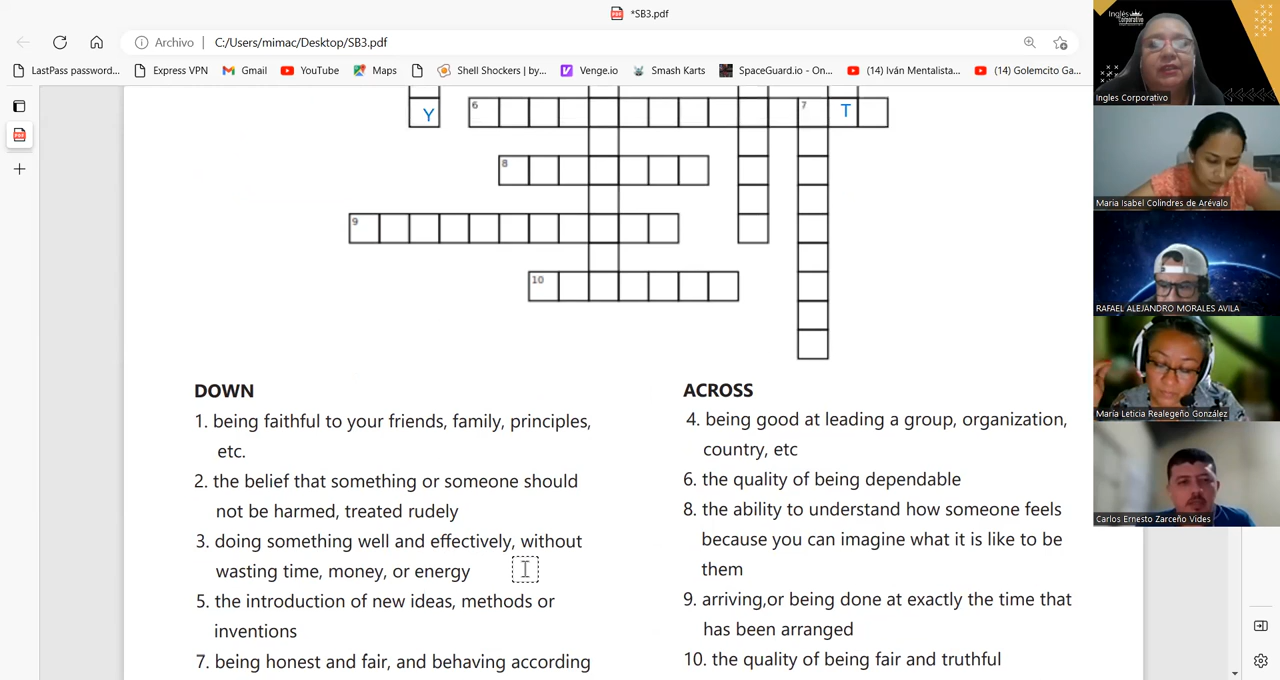 *SB3.pdf
Archivo | C:/Users/mimac/Desktop/SB3.pdf
LastPass password... Express VPN Gmail YouTube Maps Shell Shockers | by... Venge.io Smash Karts SpaceGuard.io - On... (14) Iván Mentalista... (14) Golemcito Ga...
Y 6 7 T
8
9
10
DOWN
1. being faithful to your friends, family, principles,
etc.
2. the belief that something or someone should
not be harmed, treated rudely
3. doing something well and effectively, without
wasting time, money, or energy
5. the introduction of new ideas, methods or
inventions
7. being honest and fair, and behaving according
ACROSS
4. being good at leading a group, organization,
country, etc
6. the quality of being dependable
8. the ability to understand how someone feels
because you can imagine what it is like to be
them
9. arriving,or being done at exactly the time that
has been arranged
10. the quality of being fair and truthful
Inglés
Corporativo
Ingles Corporativo
Maria Isabel Colindres de Arévalo
RAFAEL ALEJANDRO MORALES AVILA
María Leticia Realegeño González
Carlos Ernesto Zarceño Vides